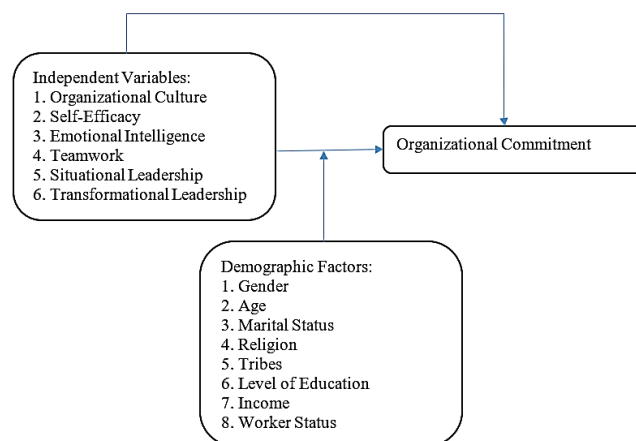 Independent Variables:
1. Organizational Culture
2. Self-Efficacy
3. Emotional Intelligence
4. Teamwork
5. Situational Leadership
6. Transformational Leadership
Organizational Commitment
Demographic Factors:
1. Gender
2. Age
3. Marital Status
4. Religion
5. Tribes
6. Level of Education
7. Income
8. Worker Status